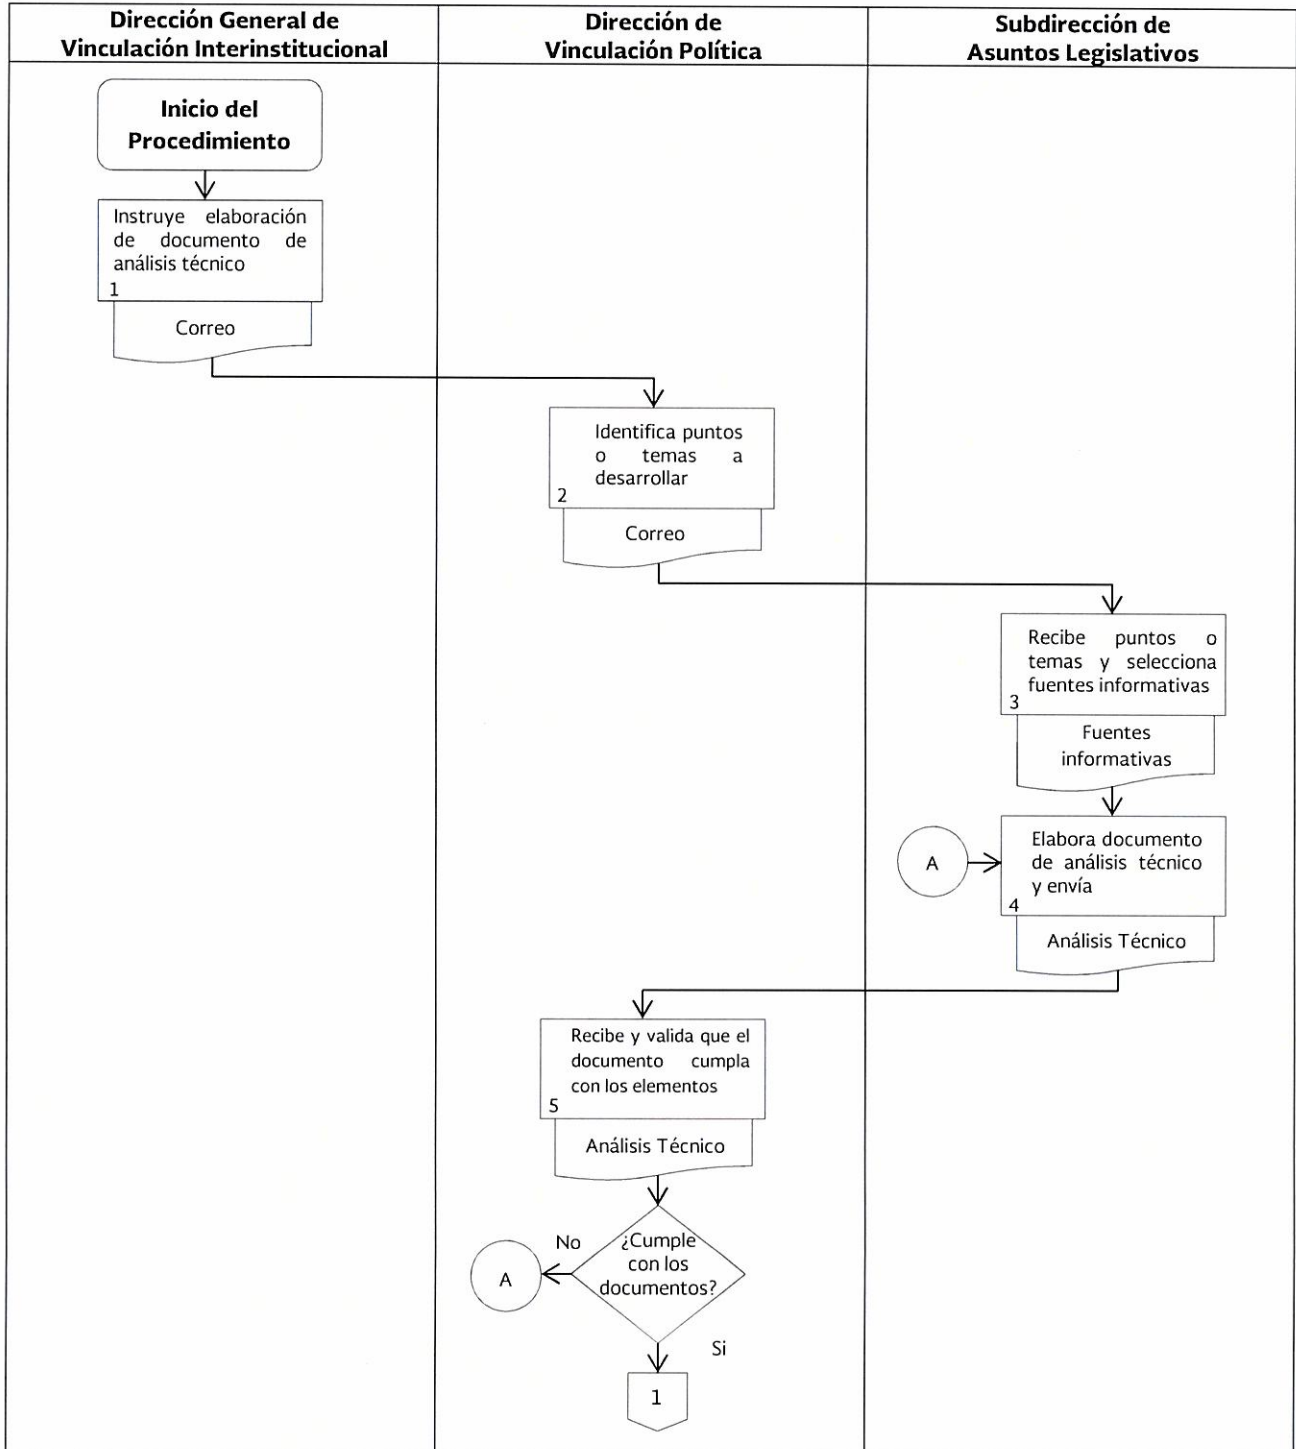 Dirección General de
Vinculación Interinstitucional
Dirección de
Vinculación Política
Subdirección de
Asuntos Legislativos
Inicio del
Procedimiento
Instruye elaboración
de documento de
análisis técnico
1
Correo
Identifica puntos
o temas a
desarrollar
2
Correo
Recibe puntos o
temas y selecciona
fuentes informativas
3
Fuentes
informativas
A
Elabora documento
de análisis técnico
y envía
4
Análisis Técnico
Recibe y valida que el
documento cumpla
con los elementos
5
Análisis Técnico
No
¿Cumple
con los
documentos?
A
Si
1